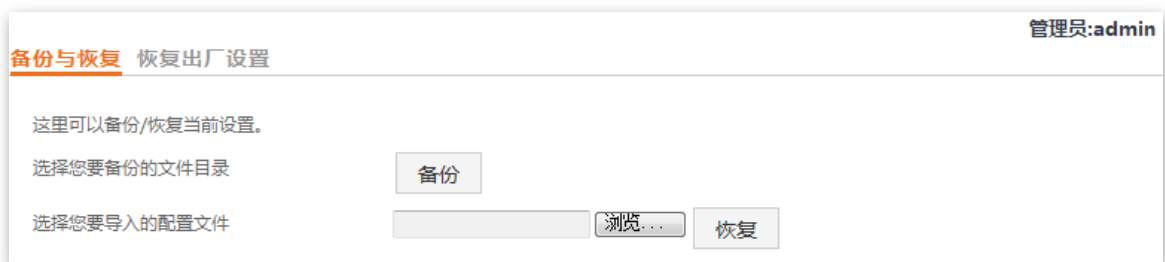 管理员:admin
备份与恢复 恢复出厂设置
这里可以备份/恢复当前设置。
选择您要备份的文件目录 备份
选择您要导入的配置文件 浏览... 恢复